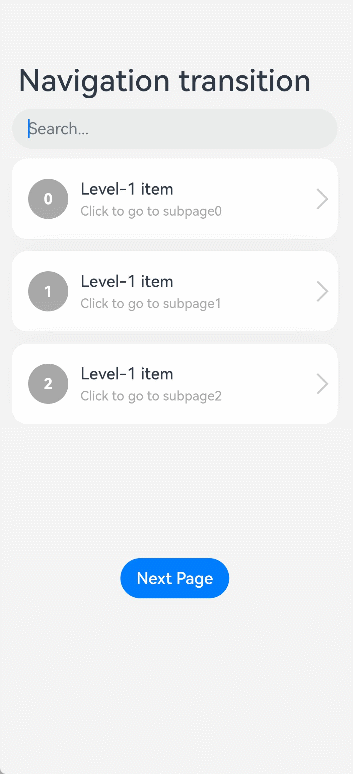 Navigation transition
Search...
0
Level-1 item
Click to go to subpage0
1
Level-1 item
Click to go to subpage1
2
Level-1 item
Click to go to subpage2
Next Page